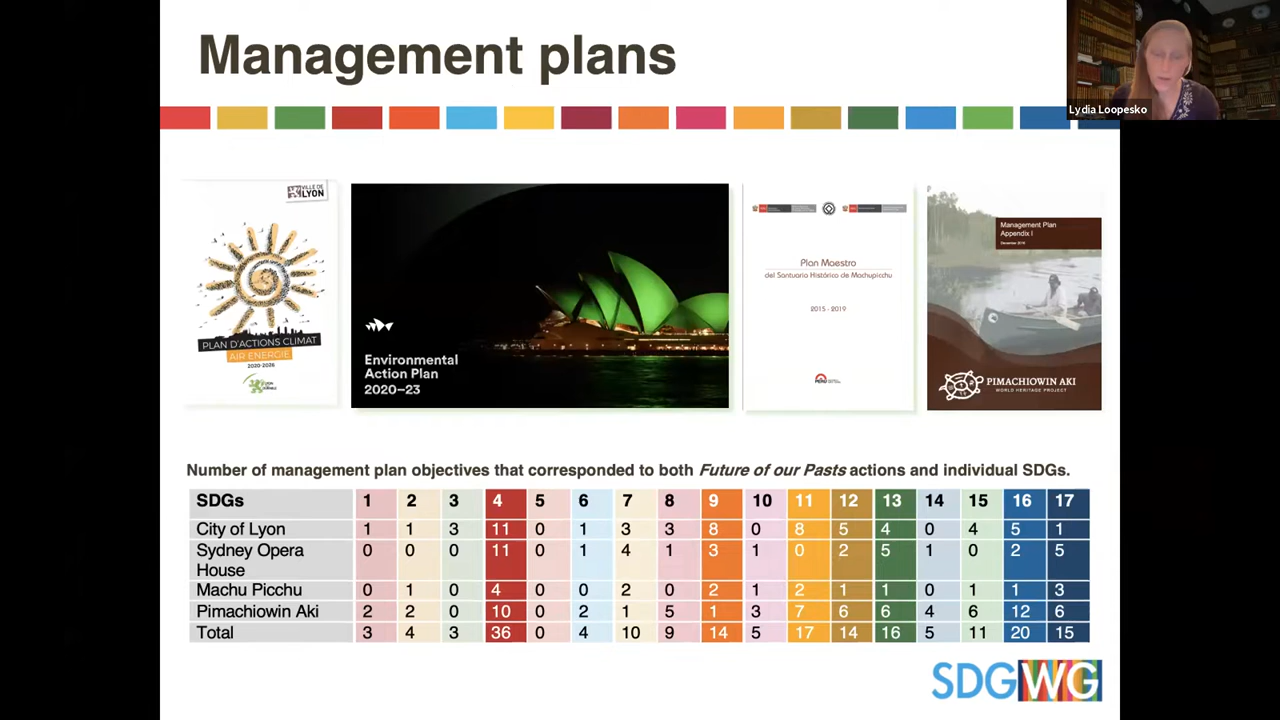 Management plans
Lydia Loopesko
VILLE DE
LYON
PLAN D'ACTIONS CLIMAT
AIR ENERGIE
2020-2026
Environmental
Action Plan
2020–23
Plan Maestro
del Santuario Histórico de Machupicchu
2015 - 2019
PERÚ
Management Plan
Appendix I
PIMACHIOWIN AKI
WORLD HERITAGE PROJECT
Number of management plan objectives that corresponded to both Future of our Pasts actions and individual SDGs.
SDGs 1 2 3 4 5 6 7 8 9 10 11 12 13 14 15 16 17
City of Lyon 1 1 3 11 0 1 3 3 8 0 8 5 4 0 4 5 1
Sydney Opera House 0 0 0 11 0 1 4 1 3 1 0 2 5 1 0 2 5
Machu Picchu 0 1 0 4 0 0 2 0 2 1 2 1 1 0 1 1 3
Pimachiowin Aki 2 2 0 10 0 2 1 5 1 3 7 6 6 4 6 12 6
Total 3 4 3 36 0 4 10 9 14 5 17 14 16 5 11 20 15
SDGWG